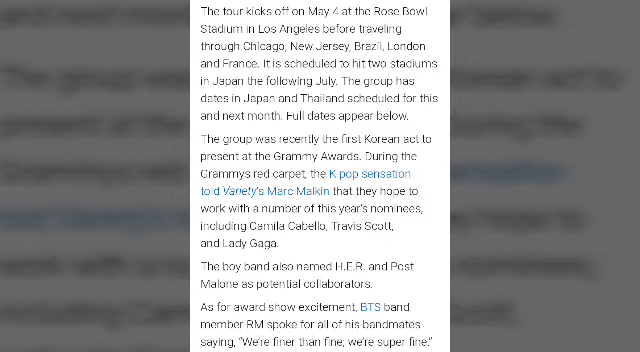 The tour kicks off on May 4 at the Rose Bowl
Stadium in Los Angeles before traveling
through Chicago, New Jersey, Brazil, London
and France. It is scheduled to hit two stadiums
in Japan the following July. The group has
dates in Japan and Thailand scheduled for this
and next month. Full dates appear below.
The group was recently the first Korean act to
present at the Grammy Awards. During the
Grammys red carpet, the K-pop sensation
told Variety's Marc Malkin that they hope to
work with a number of this year's nominees,
including Camila Cabello, Travis Scott,
and Lady Gaga.
The boy band also named H.E.R. and Post
Malone as potential collaborators.
As for award show excitement, BTS band
member RM spoke for all of his bandmates
saying, “We're finer than fine; we're super fine.”